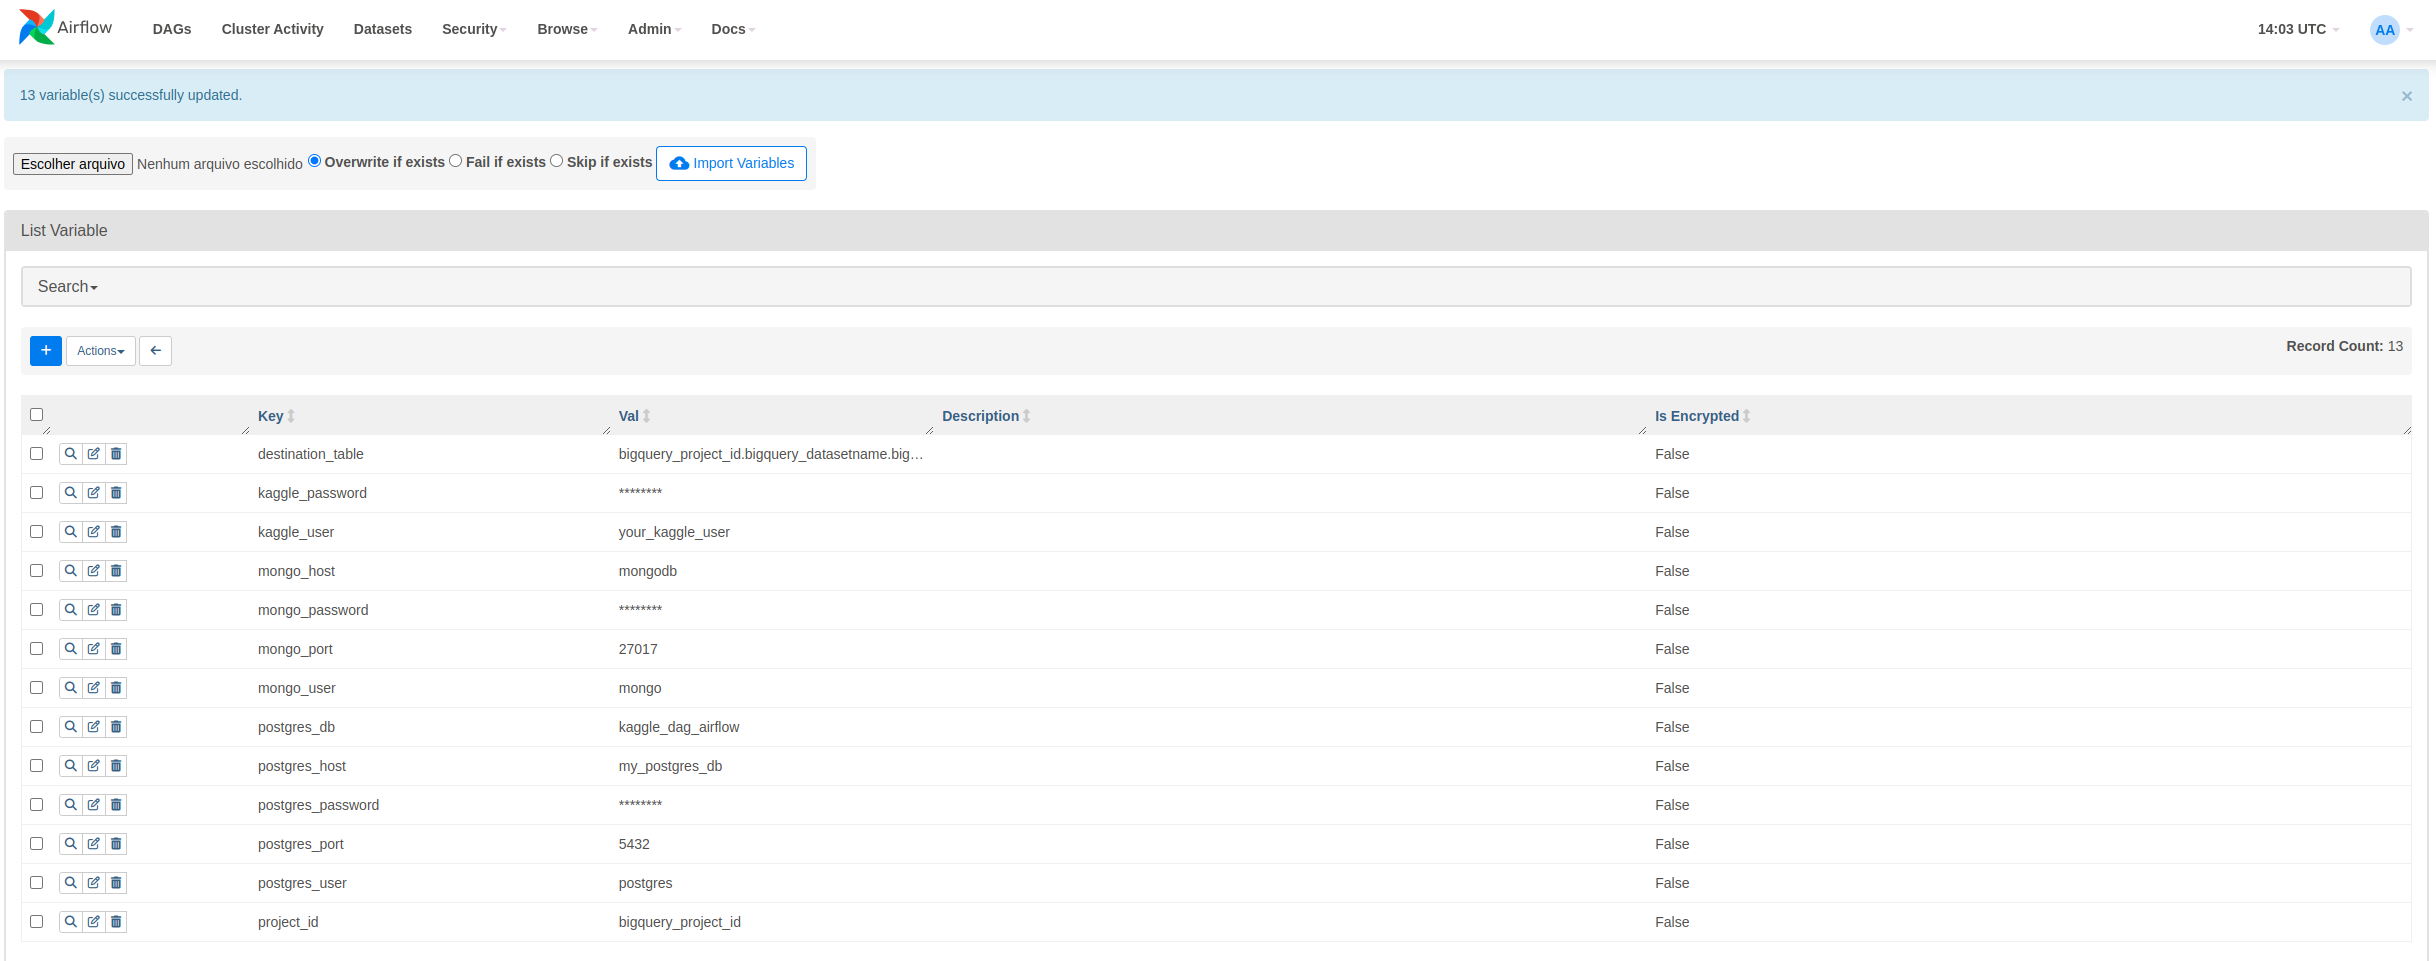 Airflow DAGs Cluster Activity Datasets Security Browse Admin Docs 14:03 UTC AA
13 variable(s) successfully updated. ×
Escolher arquivo Nenhum arquivo escolhido Overwrite if exists Fail if exists Skip if exists Import Variables
List Variable
Search
+ Actions Record Count: 13
Key Val Description Is Encrypted
destination_table bigquery_project_id.bigquery_datasetname.big… False
kaggle_password ******** False
kaggle_user your_kaggle_user False
mongo_host mongodb False
mongo_password ******** False
mongo_port 27017 False
mongo_user mongo False
postgres_db kaggle_dag_airflow False
postgres_host my_postgres_db False
postgres_password ******** False
postgres_port 5432 False
postgres_user postgres False
project_id bigquery_project_id False